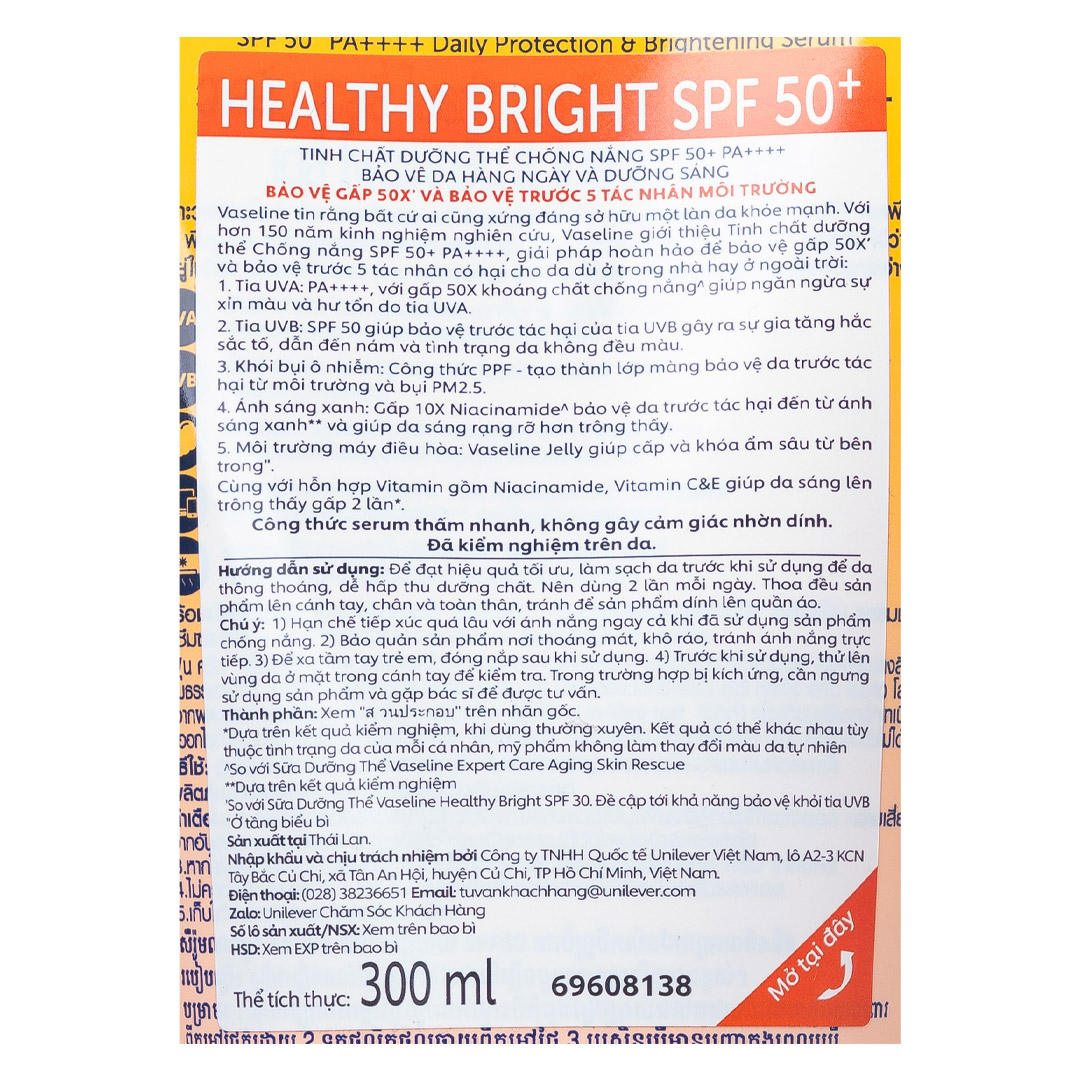 SPF 50⁺ PA++++ Daily Protection & Brightening Serum
HEALTHY BRIGHT SPF 50⁺
TINH CHẤT DƯỠNG THỂ CHỐNG NẮNG SPF 50+ PA++++
BẢO VỆ DA HÀNG NGÀY VÀ DƯỠNG SÁNG
BẢO VỆ GẤP 50X' VÀ BẢO VỆ TRƯỚC 5 TÁC NHÂN MÔI TRƯỜNG
Vaseline tin rằng bất cứ ai cũng xứng đáng sở hữu một làn da khỏe mạnh. Với
hơn 150 năm kinh nghiệm nghiên cứu, Vaseline giới thiệu Tinh chất dưỡng
thể Chống nắng SPF 50+ PA++++, giải pháp hoàn hảo để bảo vệ gấp 50X'
và bảo vệ trước 5 tác nhân có hại cho da dù ở trong nhà hay ở ngoài trời:
1. Tia UVA: PA++++, với gấp 50X khoáng chất chống nắng^ giúp ngăn ngừa sự
xỉn màu và hư tổn do tia UVA.
2. Tia UVB: SPF 50 giúp bảo vệ trước tác hại của tia UVB gây ra sự gia tăng hắc
sắc tố, dẫn đến nám và tình trạng da không đều màu.
3. Khói bụi ô nhiễm: Công thức PPF - tạo thành lớp màng bảo vệ da trước tác
hại từ môi trường và bụi PM2.5.
4. Ánh sáng xanh: Gấp 10X Niacinamide^ bảo vệ da trước tác hại đến từ ánh
sáng xanh** và giúp da sáng rạng rỡ hơn trông thấy.
5. Môi trường máy điều hòa: Vaseline Jelly giúp cấp và khóa ẩm sâu từ bên
trong".
Cùng với hỗn hợp Vitamin gồm Niacinamide, Vitamin C&E giúp da sáng lên
trông thấy gấp 2 lần*.
Công thức serum thấm nhanh, không gây cảm giác nhờn dính.
Đã kiểm nghiệm trên da.
Hướng dẫn sử dụng: Để đạt hiệu quả tối ưu, làm sạch da trước khi sử dụng để da
thông thoáng, dễ hấp thu dưỡng chất. Nên dùng 2 lần mỗi ngày. Thoa đều sản
phẩm lên cánh tay, chân và toàn thân, tránh để sản phẩm dính lên quần áo.
Chú ý: 1) Hạn chế tiếp xúc quá lâu với ánh nắng ngay cả khi đã sử dụng sản phẩm
chống nắng. 2) Bảo quản sản phẩm nơi thoáng mát, khô ráo, tránh ánh nắng trực
tiếp. 3) Để xa tầm tay trẻ em, đóng nắp sau khi sử dụng. 4) Trước khi sử dụng, thử lên
vùng da ở mặt trong cánh tay để kiểm tra. Trong trường hợp bị kích ứng, cần ngưng
sử dụng sản phẩm và gặp bác sĩ để được tư vấn.
Thành phần: Xem "ส วนประกอบ" trên nhãn gốc.
*Dựa trên kết quả kiểm nghiệm, khi dùng thường xuyên. Kết quả có thể khác nhau tùy
thuộc tình trạng da của mỗi cá nhân, mỹ phẩm không làm thay đổi màu da tự nhiên
^So với Sữa Dưỡng Thể Vaseline Expert Care Aging Skin Rescue
**Dựa trên kết quả kiểm nghiệm
'So với Sữa Dưỡng Thể Vaseline Healthy Bright SPF 30. Đề cập tới khả năng bảo vệ khỏi tia UVB
"Ở tầng biểu bì
Sản xuất tại Thái Lan.
Nhập khẩu và chịu trách nhiệm bởi Công ty TNHH Quốc tế Unilever Việt Nam, lô A2-3 KCN
Tây Bắc Củ Chi, xã Tân An Hội, huyện Củ Chi, TP Hồ Chí Minh, Việt Nam.
Điện thoại: (028) 38236651 Email: tuvankhachhang@unilever.com
Zalo: Unilever Chăm Sóc Khách Hàng
Số lô sản xuất/NSX: Xem trên bao bì
HSD: Xem EXP trên bao bì
Thể tích thực: 300 ml 69608138
Mở tại đây